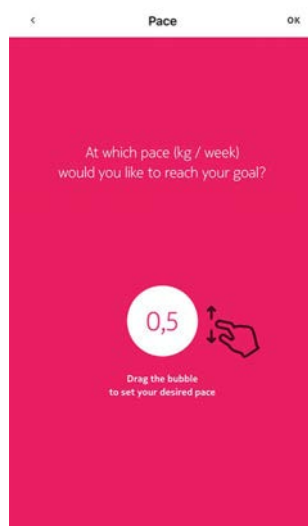 < Pace OK
At which pace (kg / week)
would you like to reach your goal?
0,5
Drag the bubble
to set your desired pace